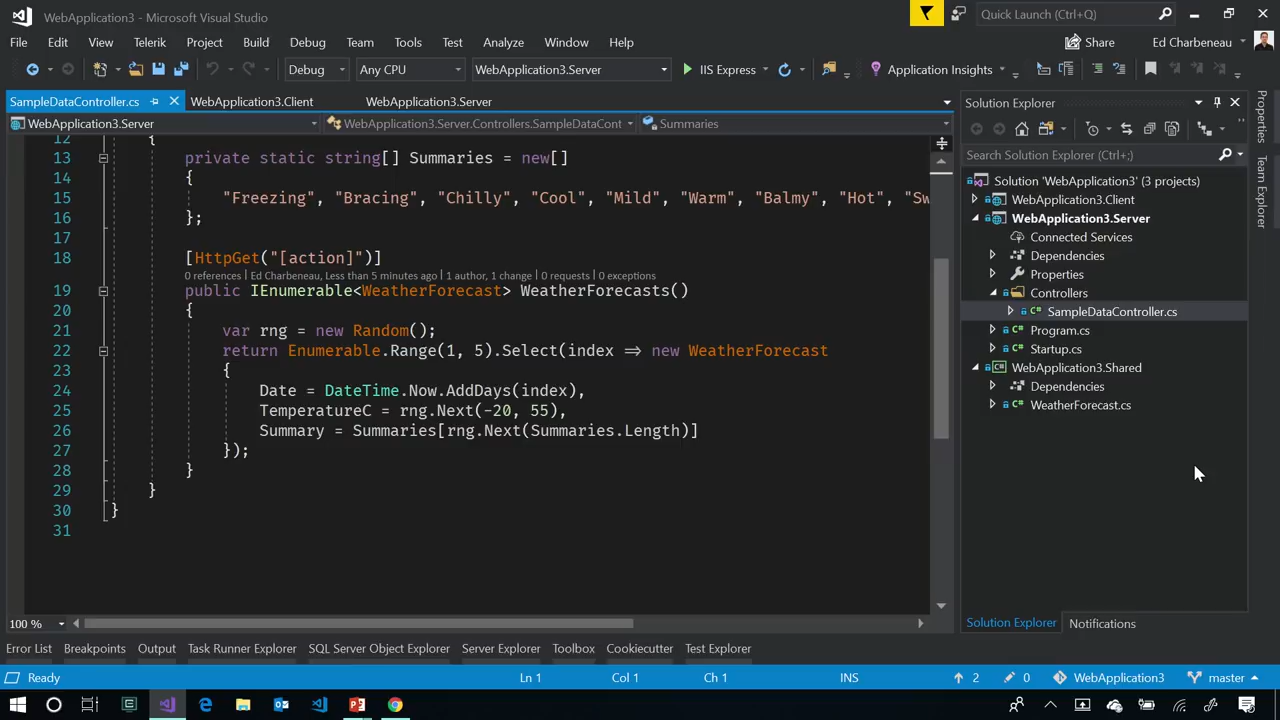 WebApplication3 - Microsoft Visual Studio
Quick Launch (Ctrl+Q)
File Edit View Telerik Project Build Debug Team Tools Test Analyze Window Help
Share Ed Charbeneau
Debug Any CPU WebApplication3.Server IIS Express Application Insights
SampleDataController.cs WebApplication3.Client WebApplication3.Server
WebApplication3.Server WebApplication3.Server.Controllers.SampleDataCont Summaries
12 {
13 private static string[] Summaries = new[]
14 {
15 "Freezing", "Bracing", "Chilly", "Cool", "Mild", "Warm", "Balmy", "Hot", "Sw
16 };
17
18 [HttpGet("[action]")]
0 references | Ed Charbeneau, Less than 5 minutes ago | 1 author, 1 change | 0 requests | 0 exceptions
19 public IEnumerable<WeatherForecast> WeatherForecasts()
20 {
21 var rng = new Random();
22 return Enumerable.Range(1, 5).Select(index => new WeatherForecast
23 {
24 Date = DateTime.Now.AddDays(index),
25 TemperatureC = rng.Next(-20, 55),
26 Summary = Summaries[rng.Next(Summaries.Length)]
27 });
28 }
29 }
30 }
31
100 %
Solution Explorer
Search Solution Explorer (Ctrl+;)
Solution 'WebApplication3' (3 projects)
WebApplication3.Client
WebApplication3.Server
Connected Services
Dependencies
Properties
Controllers
SampleDataController.cs
Program.cs
Startup.cs
WebApplication3.Shared
Dependencies
WeatherForecast.cs
Solution Explorer Notifications
Properties
Team Explorer
Error List Breakpoints Output Task Runner Explorer SQL Server Object Explorer Server Explorer Toolbox Cookiecutter Test Explorer
Ready Ln 1 Col 1 Ch 1 INS 2 0 WebApplication3 master